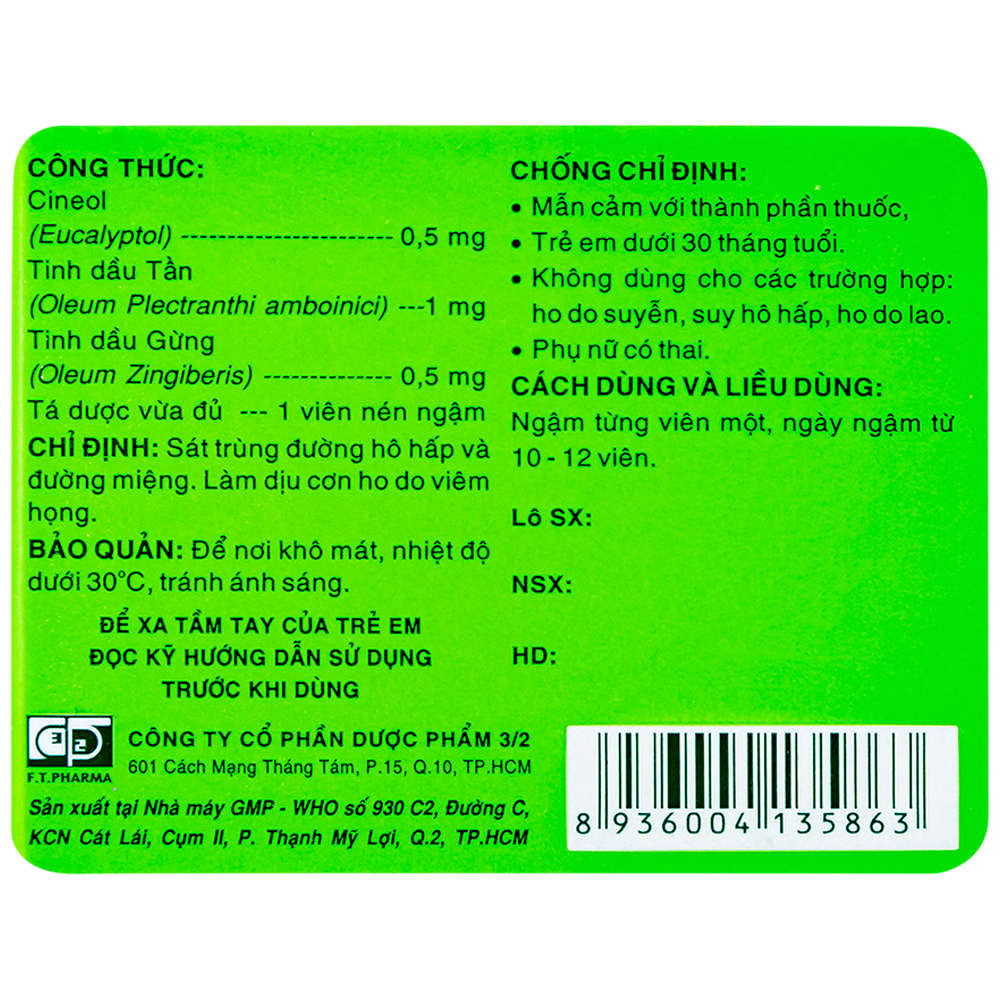 CÔNG THỨC:
Cineol
(Eucalyptol) ----------------------- 0,5 mg
Tinh dầu Tần
(Oleum Plectranthi amboinici) ---1 mg
Tinh dầu Gừng
(Oleum Zingiberis) -------------- 0,5 mg
Tá dược vừa đủ --- 1 viên nén ngậm
CHỈ ĐỊNH: Sát trùng đường hô hấp và
đường miệng. Làm dịu cơn ho do viêm
họng.
BẢO QUẢN: Để nơi khô mát, nhiệt độ
dưới 30°C, tránh ánh sáng.
ĐỂ XA TẦM TAY CỦA TRẺ EM
ĐỌC KỸ HƯỚNG DẪN SỬ DỤNG
TRƯỚC KHI DÙNG
CHỐNG CHỈ ĐỊNH:
• Mẫn cảm với thành phần thuốc,
• Trẻ em dưới 30 tháng tuổi.
• Không dùng cho các trường hợp:
ho do suyễn, suy hô hấp, ho do lao.
• Phụ nữ có thai.
CÁCH DÙNG VÀ LIỀU DÙNG:
Ngậm từng viên một, ngày ngậm từ
10 - 12 viên.
Lô SX:
NSX:
HD:
F.T.PHARMA
CÔNG TY CỔ PHẦN DƯỢC PHẨM 3/2
601 Cách Mạng Tháng Tám, P.15, Q.10, TP.HCM
Sản xuất tại Nhà máy GMP - WHO số 930 C2, Đường C,
KCN Cát Lái, Cụm II, P. Thạnh Mỹ Lợi, Q.2, TP.HCM
8 936004 135863